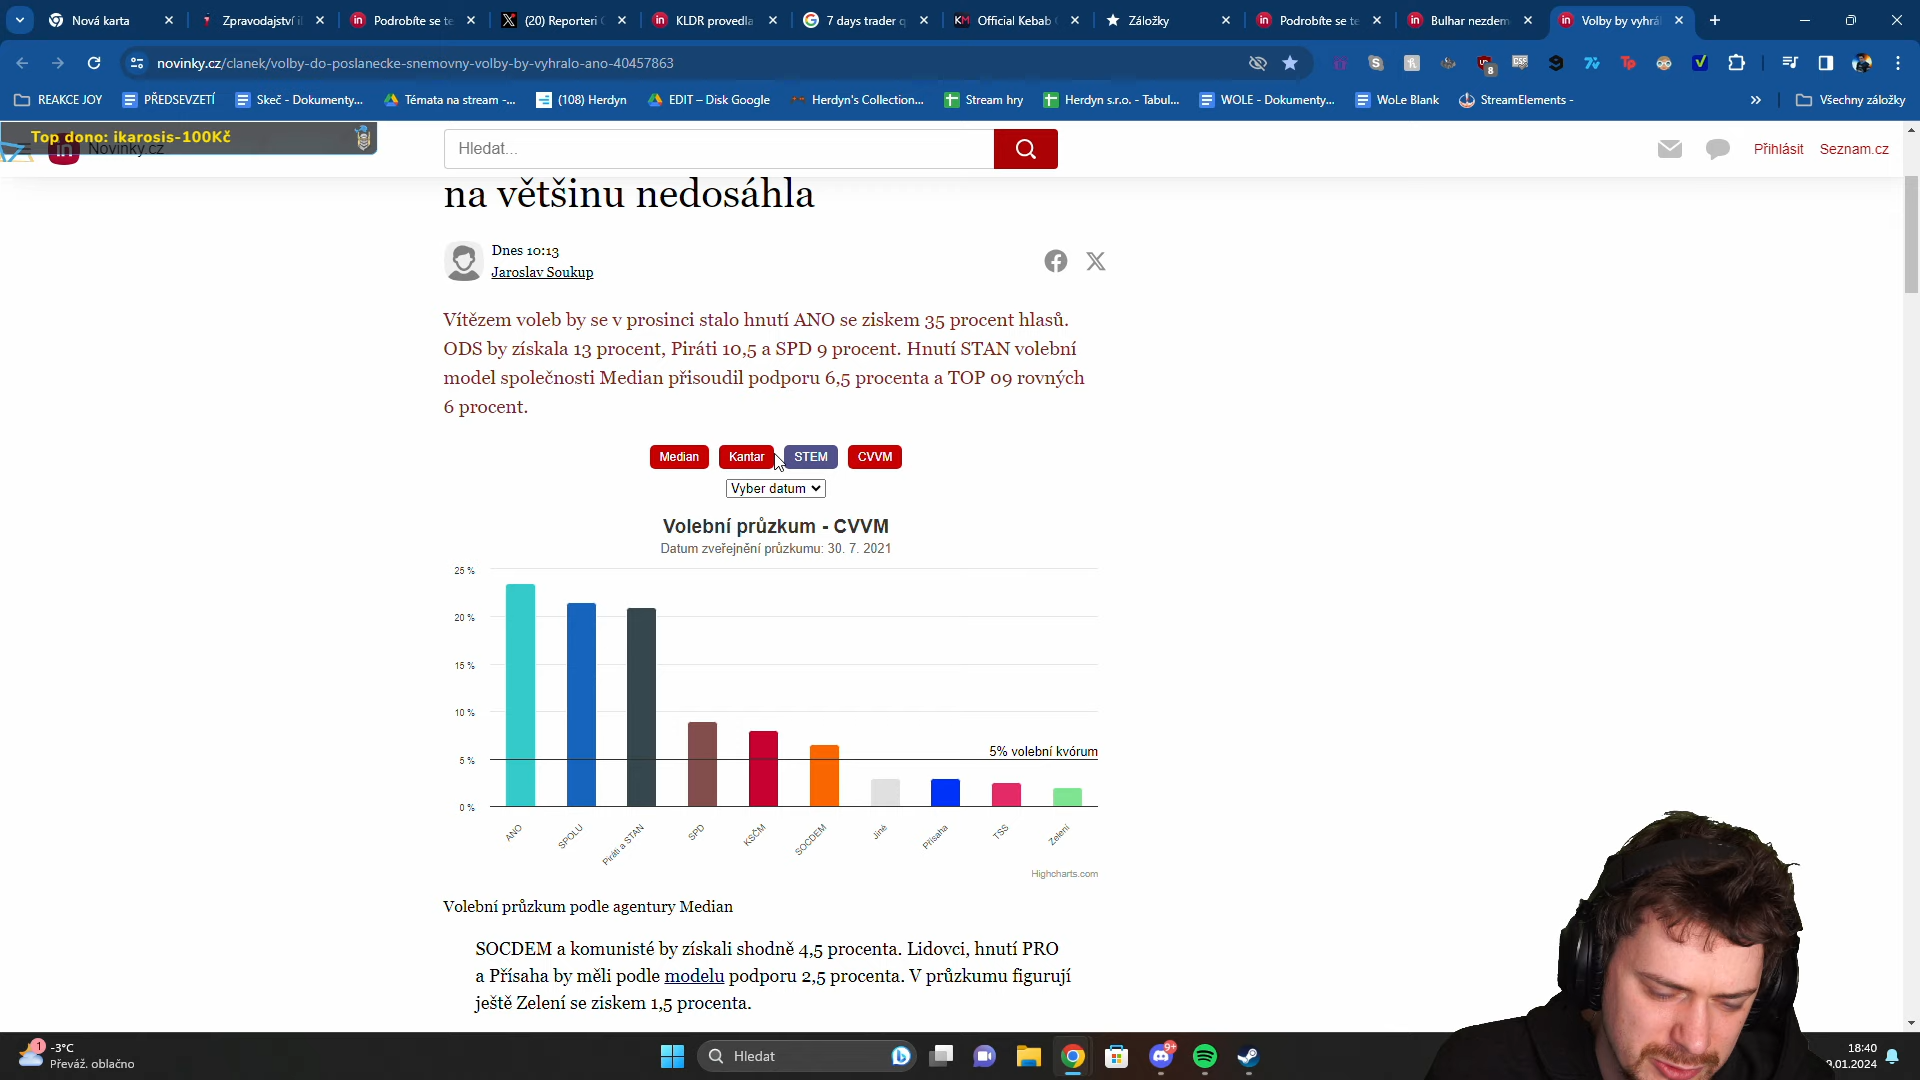 Nová karta
Zpravodajství i
Podrobíte se te
(20) Reporteri
KLDR provedla
7 days trader q
Official Kebab
Záložky
Podrobíte se te
Bulhar nezdem
Volby by vyhrá
novinky.cz/clanek/volby-do-poslanecke-snemovny-volby-by-vyhralo-ano-40457863
REAKCE JOY
PŘEDSEVZETÍ
Skeč - Dokumenty...
Témata na stream -...
(108) Herdyn
EDIT – Disk Google
Herdyn's Collection...
Stream hry
Herdyn s.r.o. - Tabul...
WOLE - Dokumenty...
WoLe Blank
StreamElements -
Všechny záložky
Top dono: ikarosis-100Kč
Novinky.cz
Hledat...
Přihlásit
Seznam.cz
na většinu nedosáhla
Dnes 10:13
Jaroslav Soukup
Vítězem voleb by se v prosinci stalo hnutí ANO se ziskem 35 procent hlasů.
ODS by získala 13 procent, Piráti 10,5 a SPD 9 procent. Hnutí STAN volební
model společnosti Median přisoudil podporu 6,5 procenta a TOP 09 rovných
6 procent.
Median
Kantar
STEM
CVVM
Vyber datum
Volební průzkum - CVVM
Datum zveřejnění průzkumu: 30. 7. 2021
25 %
20 %
15 %
10 %
5% volební kvórum
5 %
0 %
ANO
SPOLU
Piráti a STAN
SPD
KSČM
SOCDEM
Jiné
Přísaha
TSS
Zelení
Highcharts.com
Volební průzkum podle agentury Median
SOCDEM a komunisté by získali shodně 4,5 procenta. Lidovci, hnutí PRO
a Přísaha by měli podle modelu podporu 2,5 procenta. V průzkumu figurují
ještě Zelení se ziskem 1,5 procenta.
1
-3°C
Převáž. oblačno
Hledat
9+
18:40
9.01.2024